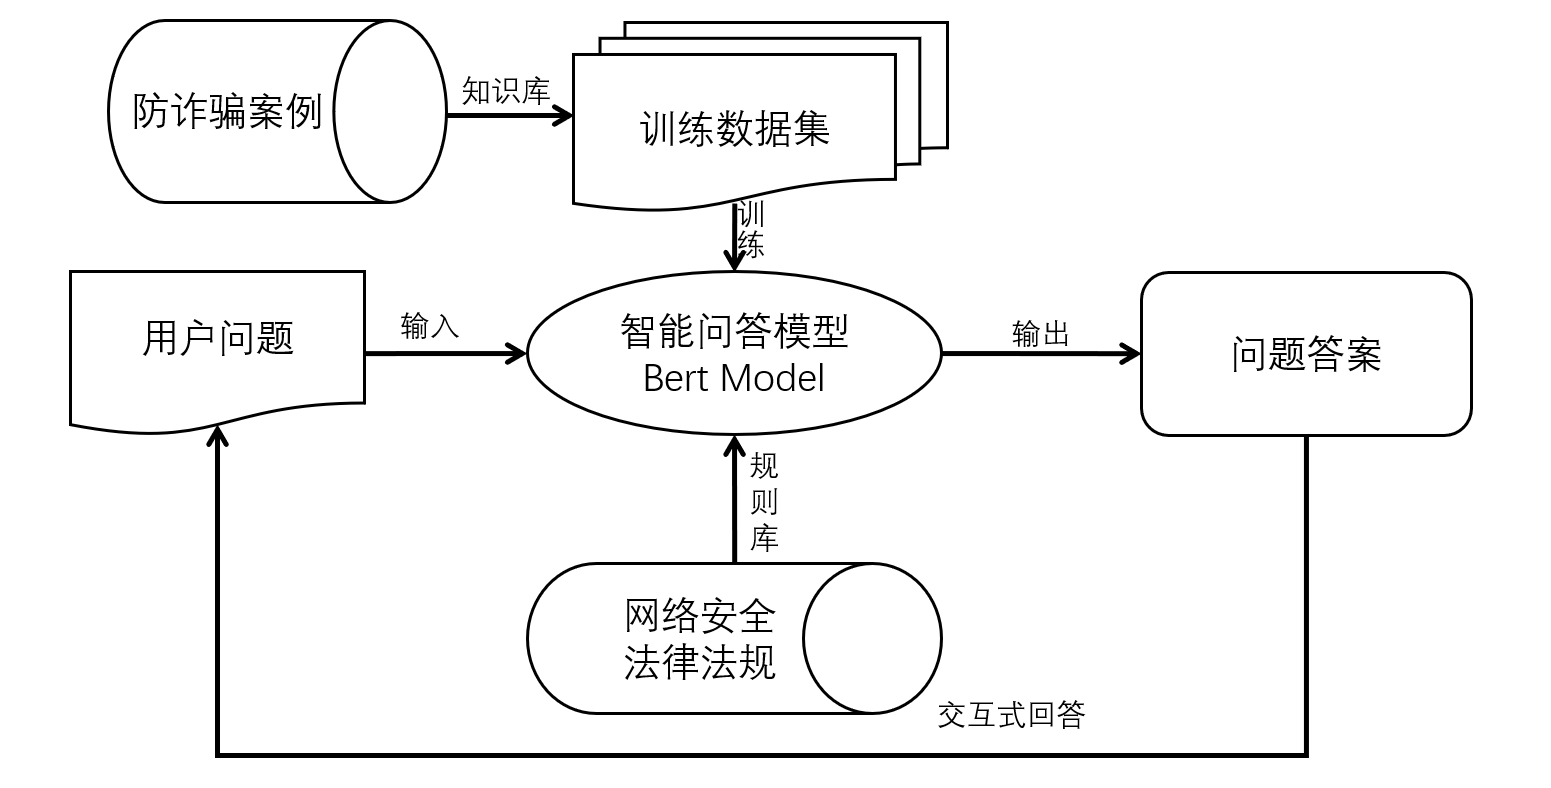 防诈骗案例
知识库
训练数据集
训
练
用户问题
输入
智能问答模型
Bert Model
输出
问题答案
规
则
库
网络安全
法律法规
交互式回答